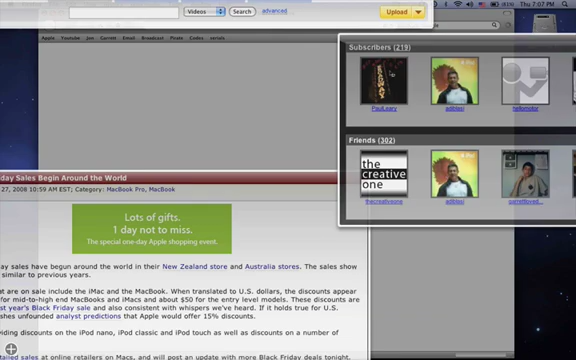 Thu 7:07 PM
Videos
Search
advanced
Upload
Apple Youtube Jon Garrett Email Broadcast Pirate Codes serials
Subscribers (219)
PaulLeary
adiblasi
Friends (302)
the
creative
one
thecreativeone
adiblasi
day Sales Begin Around the World
27, 2008 10:59 AM EST; Category: MacBook Pro, MacBook
Lots of gifts.
1 day not to miss.
The special one-day Apple shopping event.
day sales have begun around the world in their New Zealand store and Australia stores. The sales show
similar to previous years.
at are on sale include the iMac and the MacBook. When translated to U.S. dollars, the discounts appear
for mid-to-high end MacBooks and iMacs and about $50 for the entry level models. These discounts are
st year's Black Friday sale and also consistent with whispers we've heard. If it holds true for U.S.
shes unfounded analyst predictions that Apple would offer 15% discounts.
viding discounts on the iPod nano, iPod classic and iPod touch as well as discounts on a number of
tailed sales at online retailers on Macs, and will post an update with more Black Friday deals tonight.